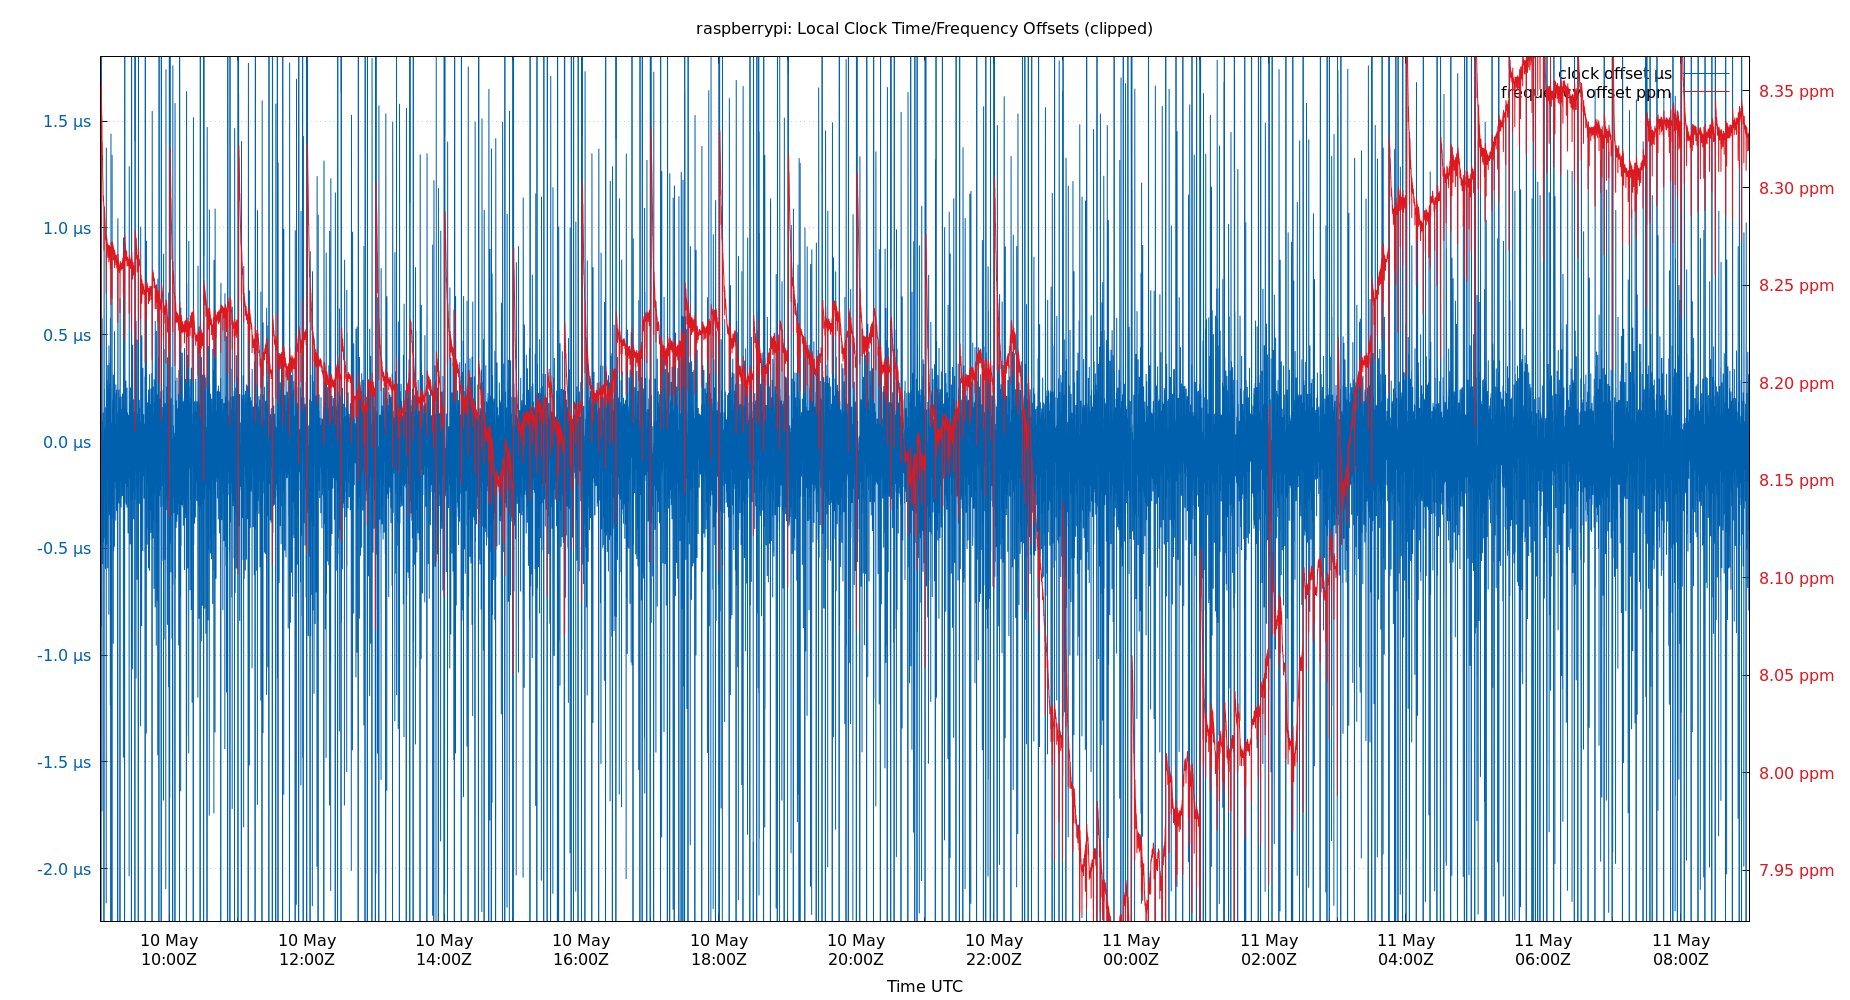 raspberrypi: Local Clock Time/Frequency Offsets (clipped)
clock offset µs
frequency offset ppm
1.5 µs
1.0 µs
0.5 µs
0.0 µs
-0.5 µs
-1.0 µs
-1.5 µs
-2.0 µs
8.35 ppm
8.30 ppm
8.25 ppm
8.20 ppm
8.15 ppm
8.10 ppm
8.05 ppm
8.00 ppm
7.95 ppm
10 May 10 May 10 May 10 May 10 May 10 May 10 May 11 May 11 May 11 May 11 May 11 May
10:00Z 12:00Z 14:00Z 16:00Z 18:00Z 20:00Z 22:00Z 00:00Z 02:00Z 04:00Z 06:00Z 08:00Z
Time UTC